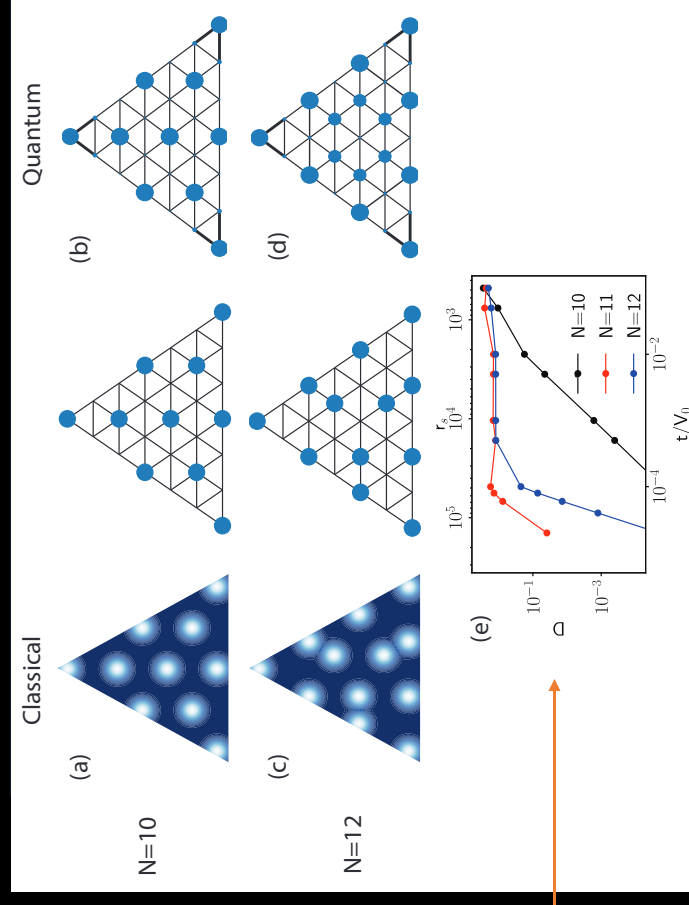 Classical
Quantum
N=10
(a)
(b)
N=12
(c)
(d)
(e)
r_s
10^5
10^4
10^3
D
10^-1
10^-3
N=10
N=11
N=12
10^-4
10^-2
t/V_0